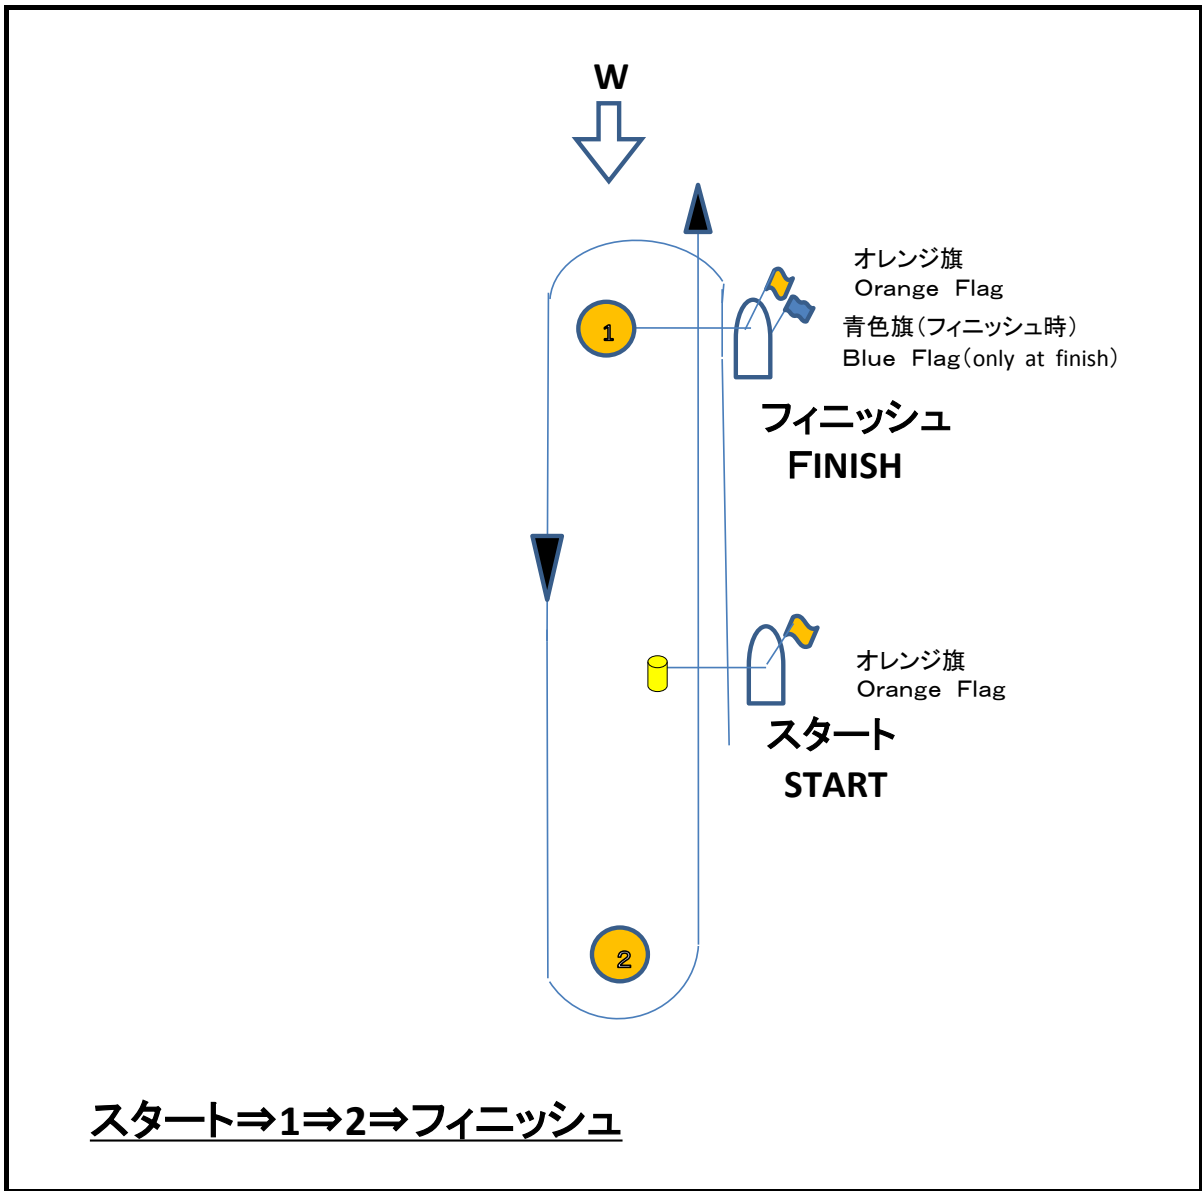 W
オレンジ旗
Orange Flag
1
青色旗(フィニッシュ時)
Blue Flag(only at finish)
フィニッシュ
FINISH
オレンジ旗
Orange Flag
スタート
START
2
スタート⇒1⇒2⇒フィニッシュ